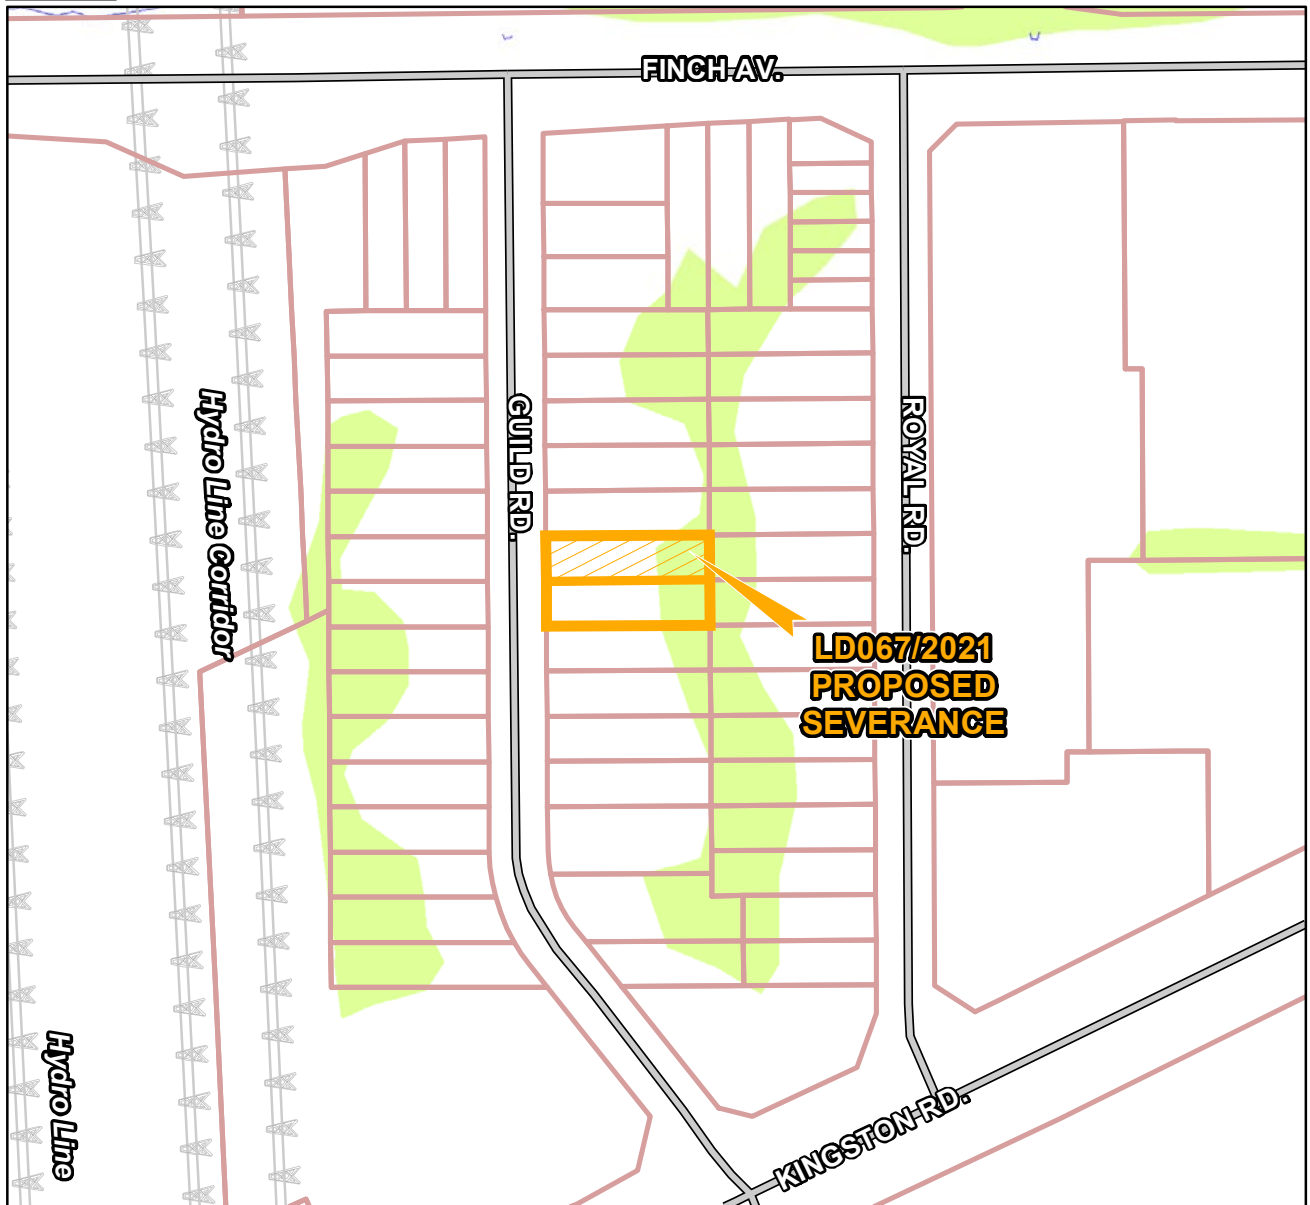 FINCH AV.
GUILD RD.
ROYAL RD.
Hydro Line Corridor
LD067/2021
PROPOSED
SEVERANCE
Hydro Line
KINGSTON RD.